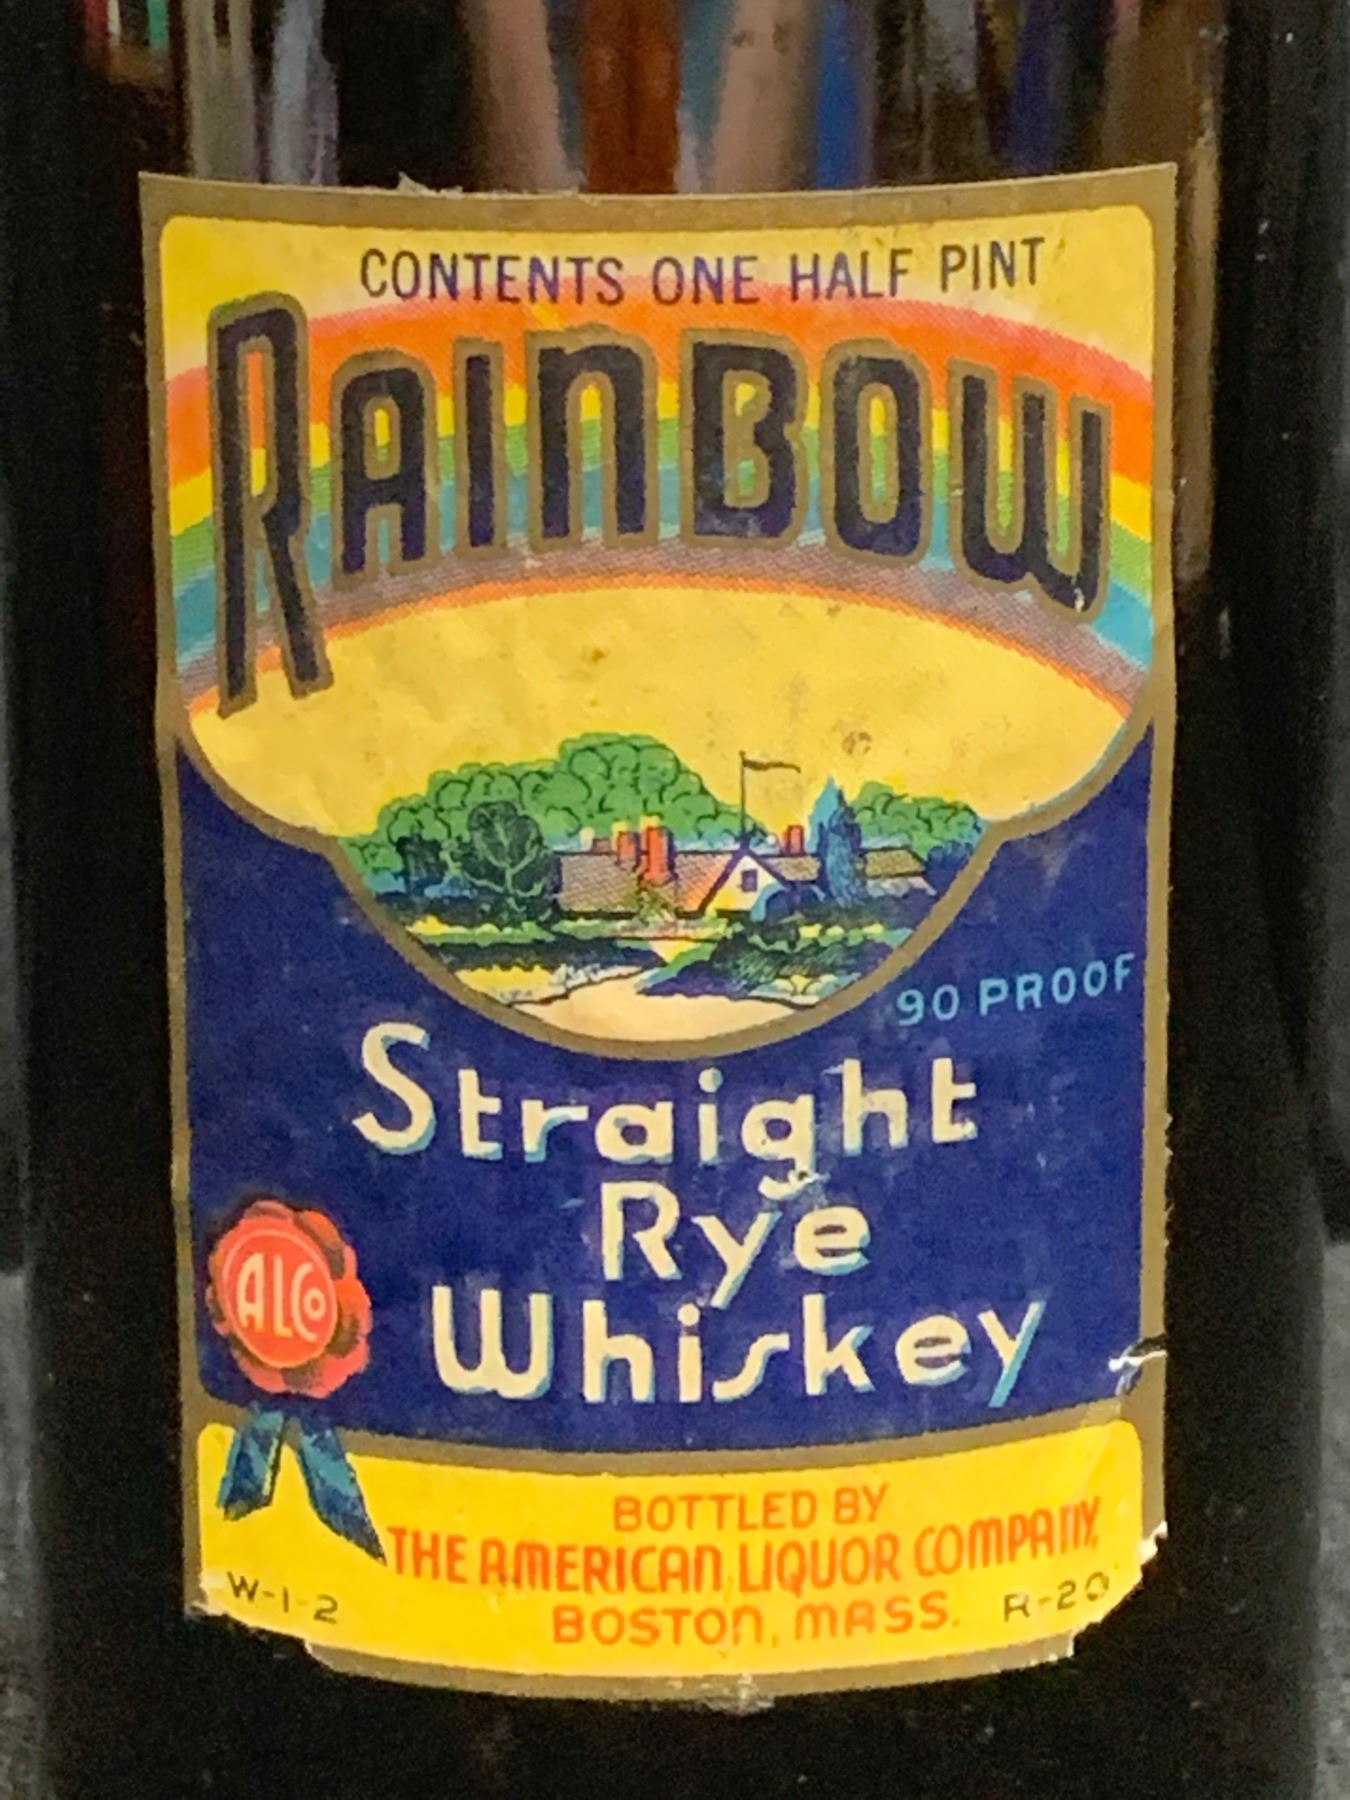 CONTENTS ONE HALF PINT
RAINBOW
90 PROOF
Straight
Rye
Whiskey
ALCO
BOTTLED BY
THE AMERICAN LIQUOR COMPANY,
BOSTON, MASS.
W-1-2
R-20